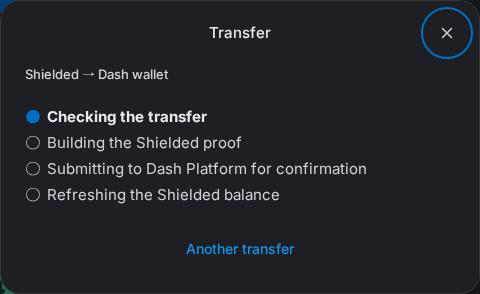 Transfer
Shielded → Dash wallet
Checking the transfer
Building the Shielded proof
Submitting to Dash Platform for confirmation
Refreshing the Shielded balance
Another transfer